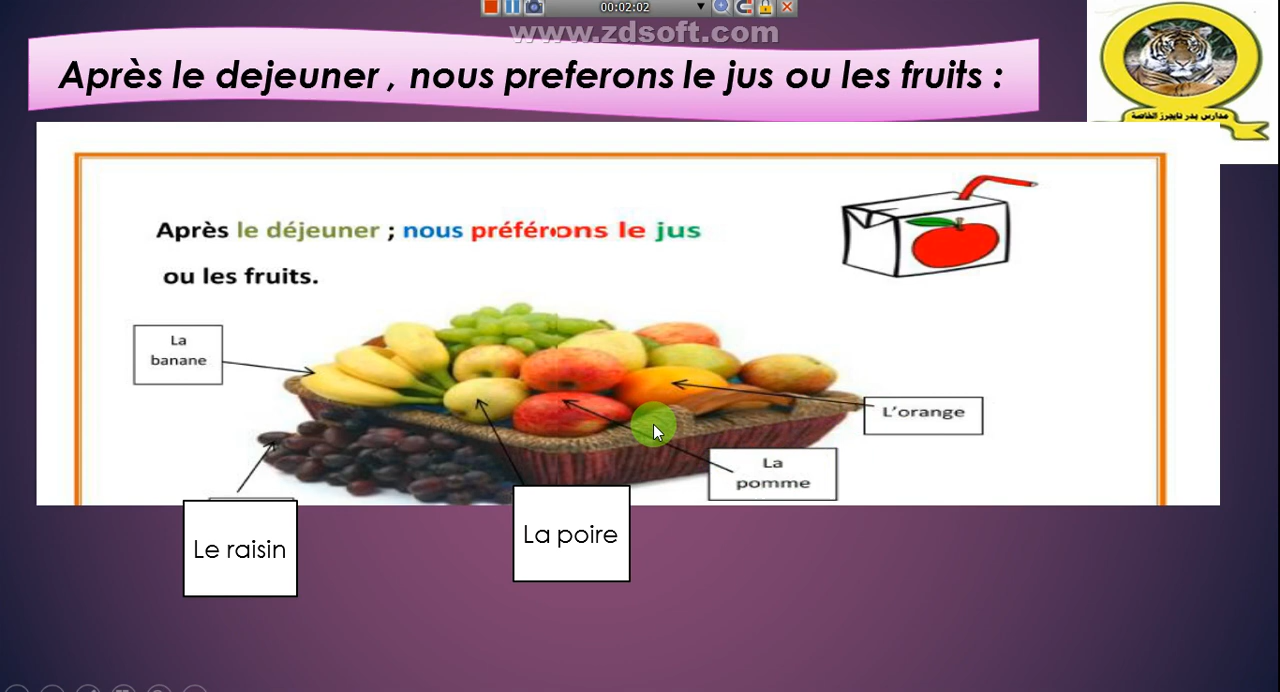 00:02:02
www.zdsoft.com
Après le dejeuner , nous preferons le jus ou les fruits :
مدارس بدر تايجرز الخاصة
Après le déjeuner ; nous préférons le jus
ou les fruits.
La
banane
L'orange
La
pomme
La poire
Le raisin